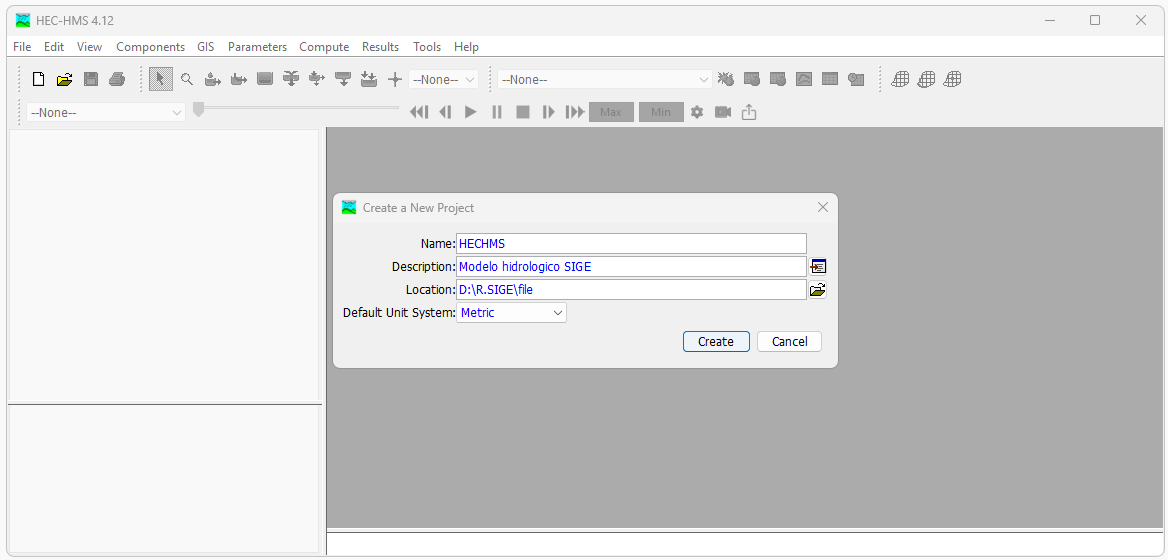 HEC-HMS 4.12
File Edit View Components GIS Parameters Compute Results Tools Help
--None-- --None--
--None-- Max Min
Create a New Project
Name: HECHMS
Description: Modelo hidrologico SIGE
Location: D:\R.SIGE\file
Default Unit System: Metric
Create Cancel